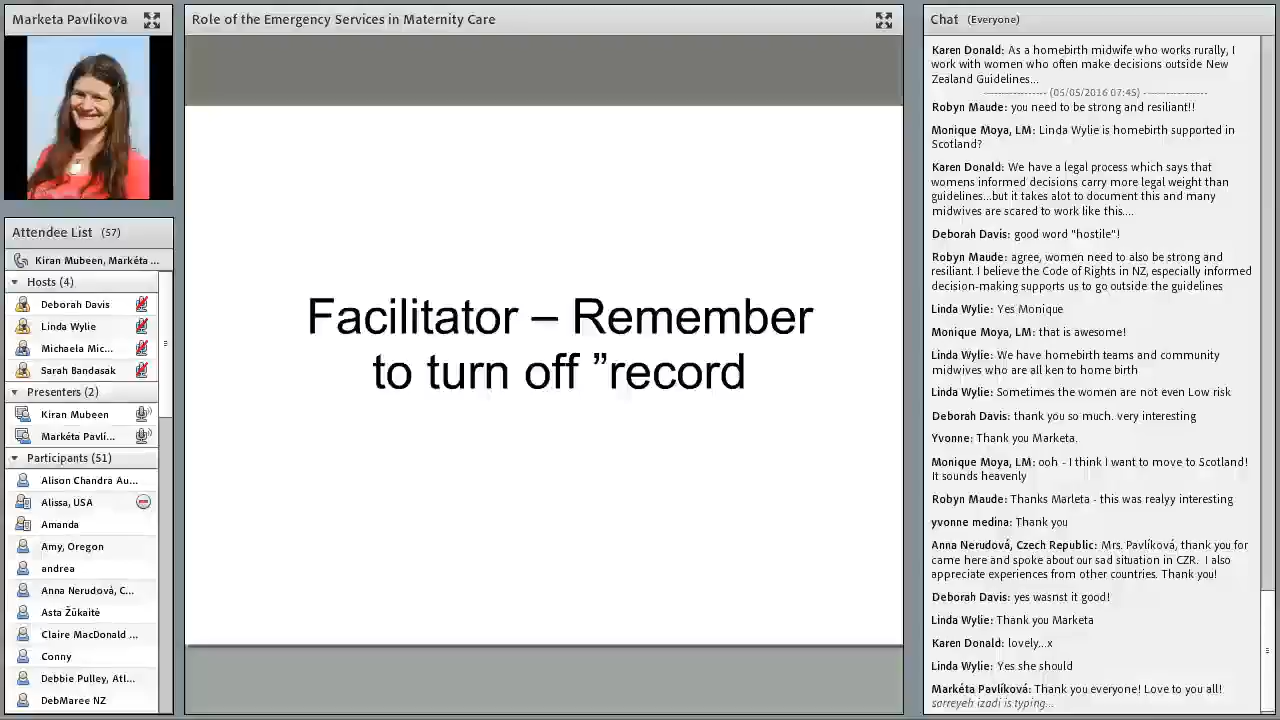 Marketa Pavlikova
Attendee List (57)
Kiran Mubeen, Markéta ...
Hosts (4)
Deborah Davis
Linda Wylie
Michaela Mic...
Sarah Bandasak
Presenters (2)
Kiran Mubeen
Markéta Pavlí...
Participants (51)
Alison Chandra Au...
Alissa, USA
Amanda
Amy, Oregon
andrea
Anna Nerudová, C...
Asta Žūkaitė
Claire MacDonald ...
Conny
Debbie Pulley, Atl...
DebMaree NZ
Role of the Emergency Services in Maternity Care
Facilitator – Remember
to turn off ”record
Chat (Everyone)
Karen Donald: As a homebirth midwife who works rurally, I
work with women who often make decisions outside New
Zealand Guidelines...
----------------- (05/05/2016 07:45) -----------------
Robyn Maude: you need to be strong and resiliant!!
Monique Moya, LM: Linda Wylie is homebirth supported in
Scotland?
Karen Donald: We have a legal process which says that
womens informed decisions carry more legal weight than
guidelines...but it takes alot to document this and many
midwives are scared to work like this....
Deborah Davis: good word "hostile"!
Robyn Maude: agree, women need to also be strong and
resiliant. I believe the Code of Rights in NZ, especially informed
decision-making supports us to go outside the guidelines
Linda Wylie: Yes Monique
Monique Moya, LM: that is awesome!
Linda Wylie: We have homebirth teams and community
midwives who are all ken to home birth
Linda Wylie: Sometimes the women are not even Low risk
Deborah Davis: thank you so much. very interesting
Yvonne: Thank you Marketa.
Monique Moya, LM: ooh - I think I want to move to Scotland!
It sounds heavenly
Robyn Maude: Thanks Marleta - this was realyy interesting
yvonne medina: Thank you
Anna Nerudová, Czech Republic: Mrs. Pavlíková, thank you for
came here and spoke about our sad situation in CZR. I also
appreciate experiences from other countries. Thank you!
Deborah Davis: yes wasnst it good!
Linda Wylie: Thank you Marketa
Karen Donald: lovely...x
Linda Wylie: Yes she should
Markéta Pavlíková: Thank you everyone! Love to you all!
sarreyeh izadi is typing...